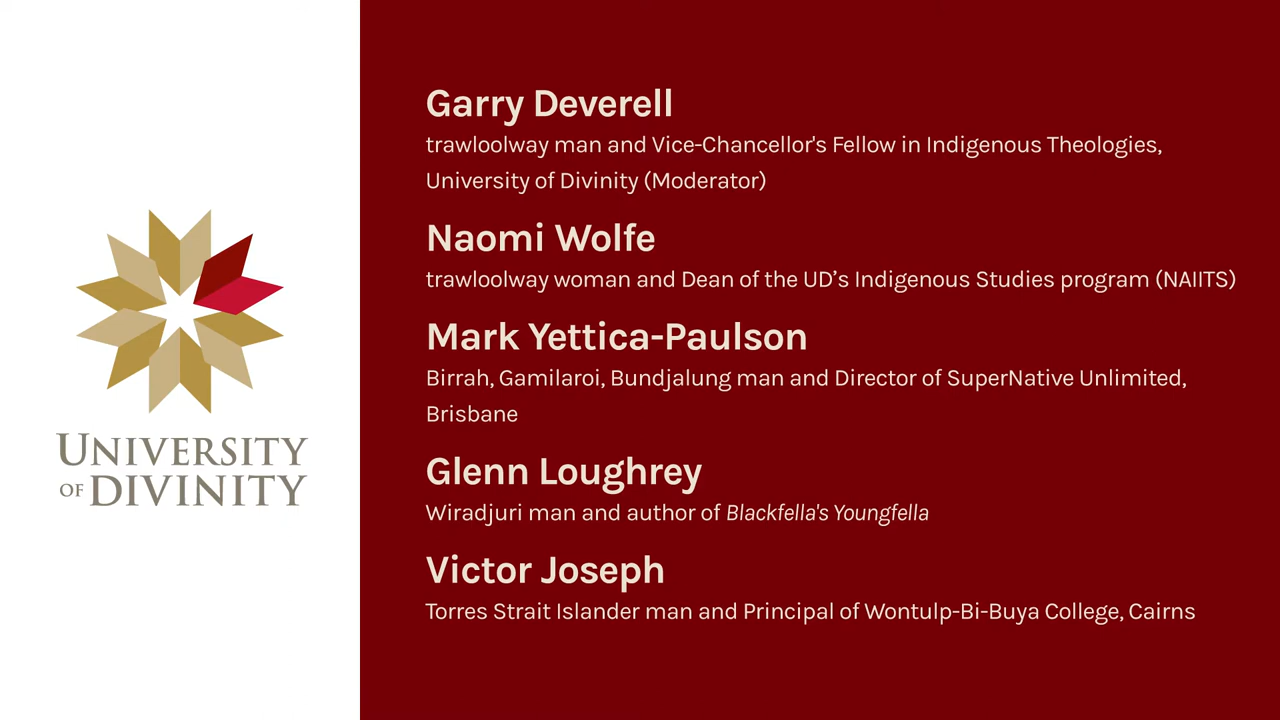 UNIVERSITY
OF DIVINITY
Garry Deverell
trawloolway man and Vice-Chancellor's Fellow in Indigenous Theologies,
University of Divinity (Moderator)
Naomi Wolfe
trawloolway woman and Dean of the UD’s Indigenous Studies program (NAIITS)
Mark Yettica-Paulson
Birrah, Gamilaroi, Bundjalung man and Director of SuperNative Unlimited,
Brisbane
Glenn Loughrey
Wiradjuri man and author of Blackfella's Youngfella
Victor Joseph
Torres Strait Islander man and Principal of Wontulp-Bi-Buya College, Cairns